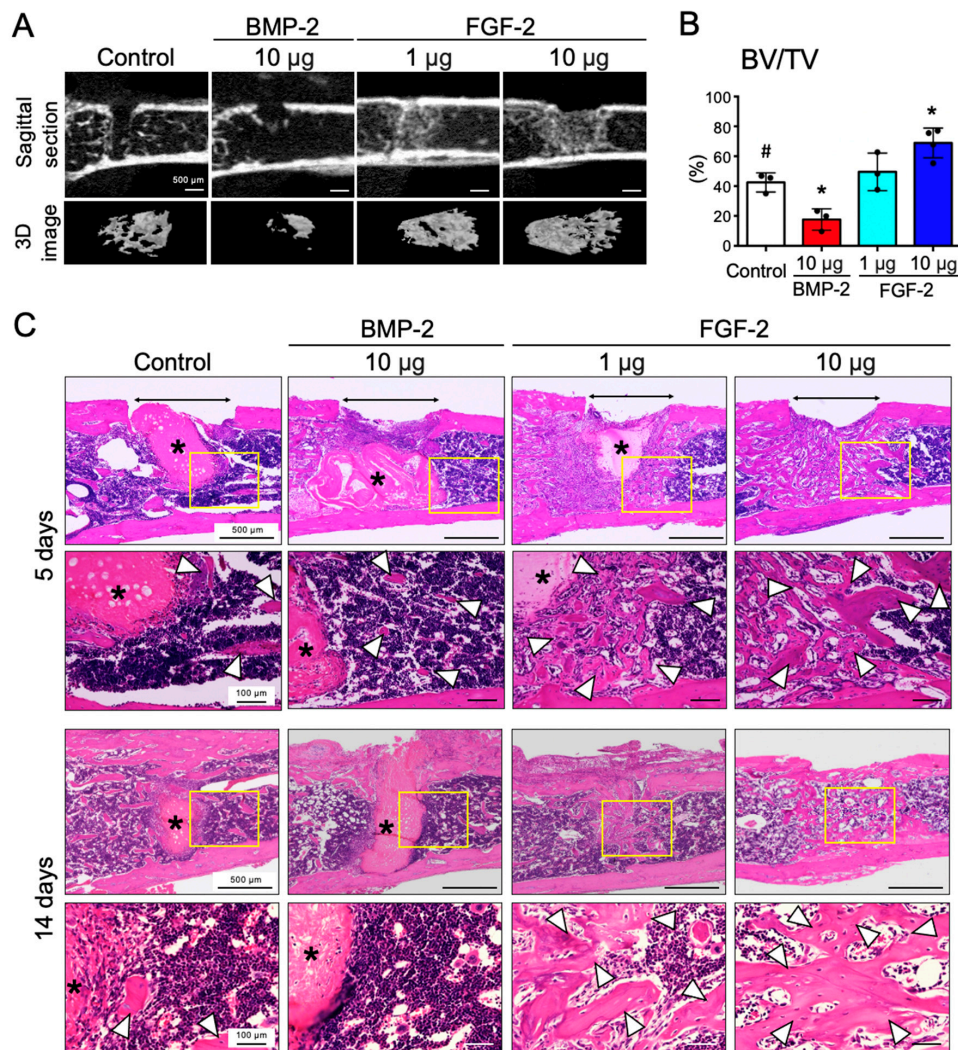 A
BMP-2 FGF-2
Control 10 µg 1 µg 10 µg
Sagittal
section
500 µm
3D
image
B
BV/TV
(%)
100
80
60
40
20
0
#
*
*
Control 10 µg 1 µg 10 µg
BMP-2 FGF-2
C
BMP-2 FGF-2
Control 10 µg 1 µg 10 µg
5 days
*
*
*
500 µm
*
*
*
100 µm
14 days
*
*
500 µm
*
*
100 µm